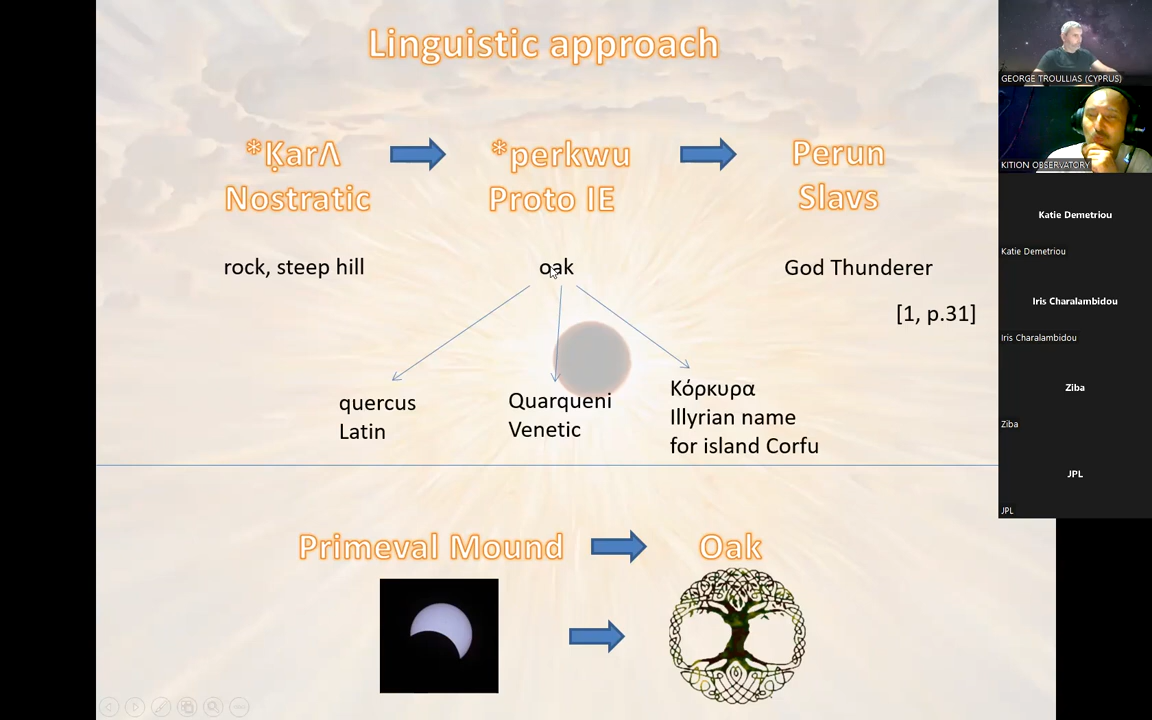 Linguistic approach
*ḲarΛ
Nostratic
*perkwu
Proto IE
Perun
Slavs
rock, steep hill
oak
God Thunderer
[1, p.31]
quercus
Latin
Quarqueni
Venetic
Κόρκυρα
Illyrian name
for island Corfu
Primeval Mound
Oak
GEORGE TROULLIAS (CYPRUS)
KITION OBSERVATORY
Katie Demetriou
Katie Demetriou
Iris Charalambidou
Iris Charalambidou
Ziba
Ziba
JPL
JPL